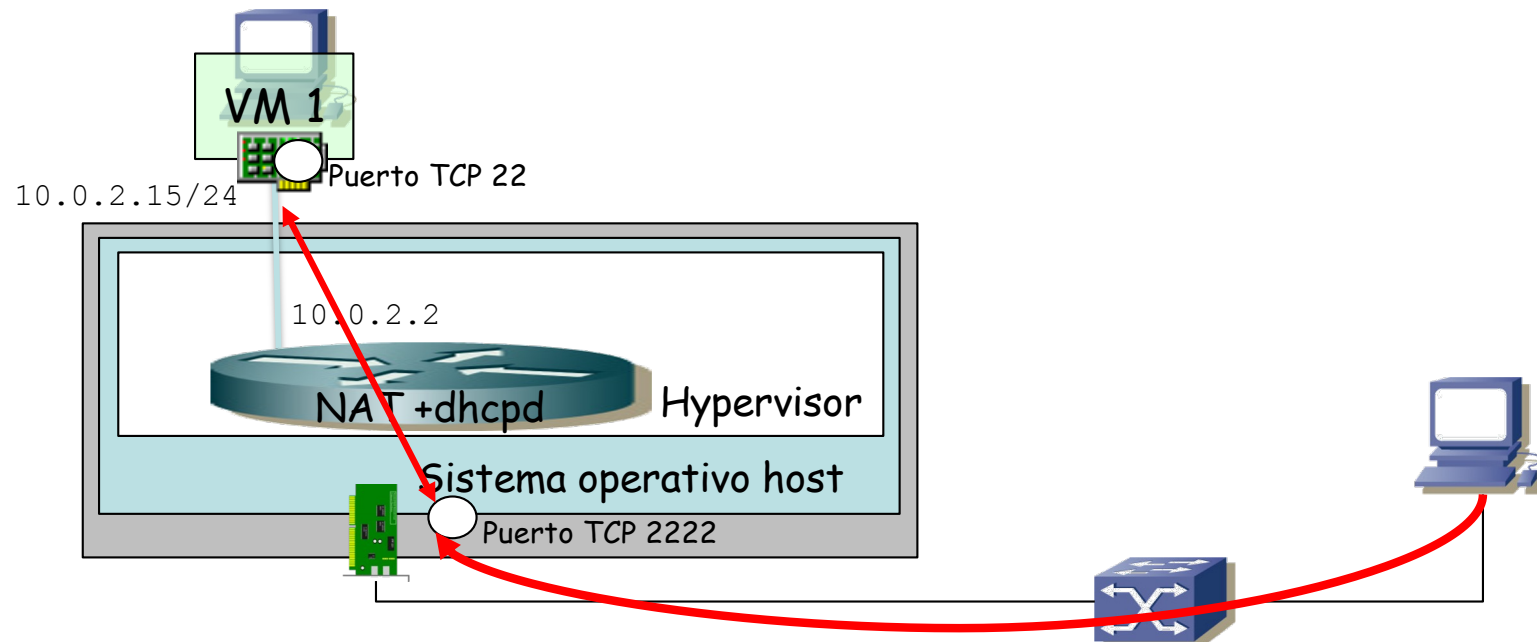 VM 1
Puerto TCP 22
10.0.2.15/24
10.0.2.2
NAT +dhcpd
Hypervisor
Sistema operativo host
Puerto TCP 2222